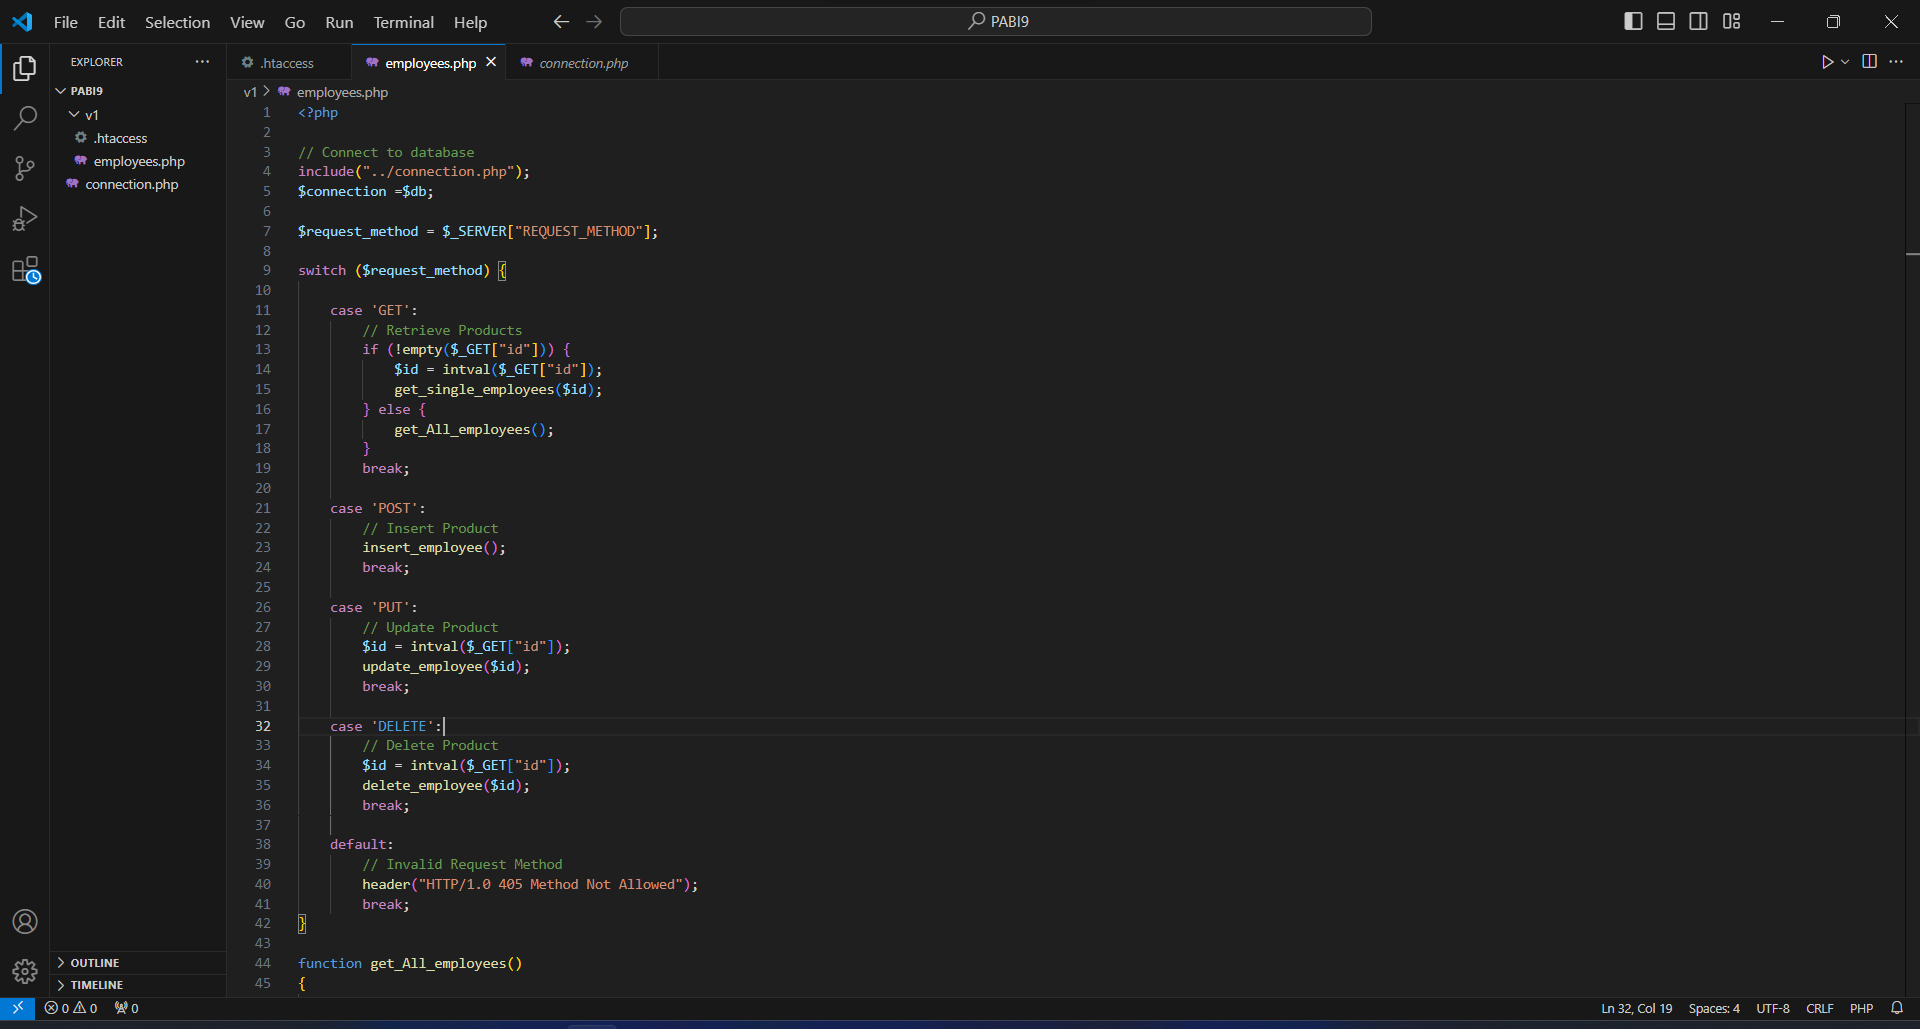 File Edit Selection View Go Run Terminal Help
PABI9
EXPLORER
PABI9
v1
.htaccess
employees.php
connection.php
OUTLINE
TIMELINE
.htaccess employees.php connection.php
v1 > employees.php
1 <?php
2
3 // Connect to database
4 include("../connection.php");
5 $connection =$db;
6
7 $request_method = $_SERVER["REQUEST_METHOD"];
8
9 switch ($request_method) {
10
11     case 'GET':
12         // Retrieve Products
13         if (!empty($_GET["id"])) {
14             $id = intval($_GET["id"]);
15             get_single_employees($id);
16         } else {
17             get_All_employees();
18         }
19         break;
20
21     case 'POST':
22         // Insert Product
23         insert_employee();
24         break;
25
26     case 'PUT':
27         // Update Product
28         $id = intval($_GET["id"]);
29         update_employee($id);
30         break;
31
32     case 'DELETE':
33         // Delete Product
34         $id = intval($_GET["id"]);
35         delete_employee($id);
36         break;
37
38     default:
39         // Invalid Request Method
40         header("HTTP/1.0 405 Method Not Allowed");
41         break;
42 }
43
44 function get_All_employees()
45 {
0 0 0
Ln 32, Col 19 Spaces: 4 UTF-8 CRLF PHP